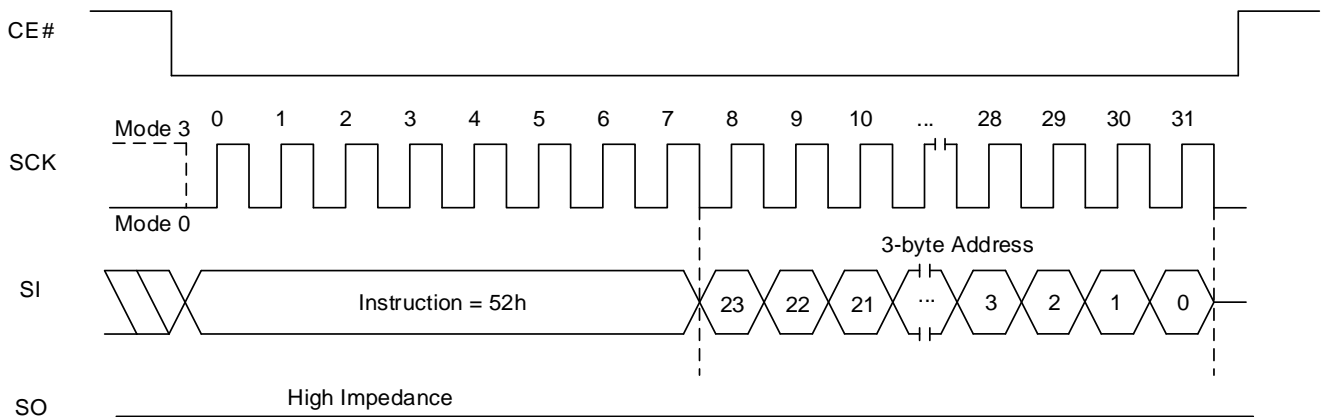 CE#
0 1 2 3 4 5 6 7 8 9 10 ... 28 29 30 31
Mode 3
SCK
Mode 0
3-byte Address
SI
Instruction = 52h 23 22 21 ... 3 2 1 0
High Impedance
SO